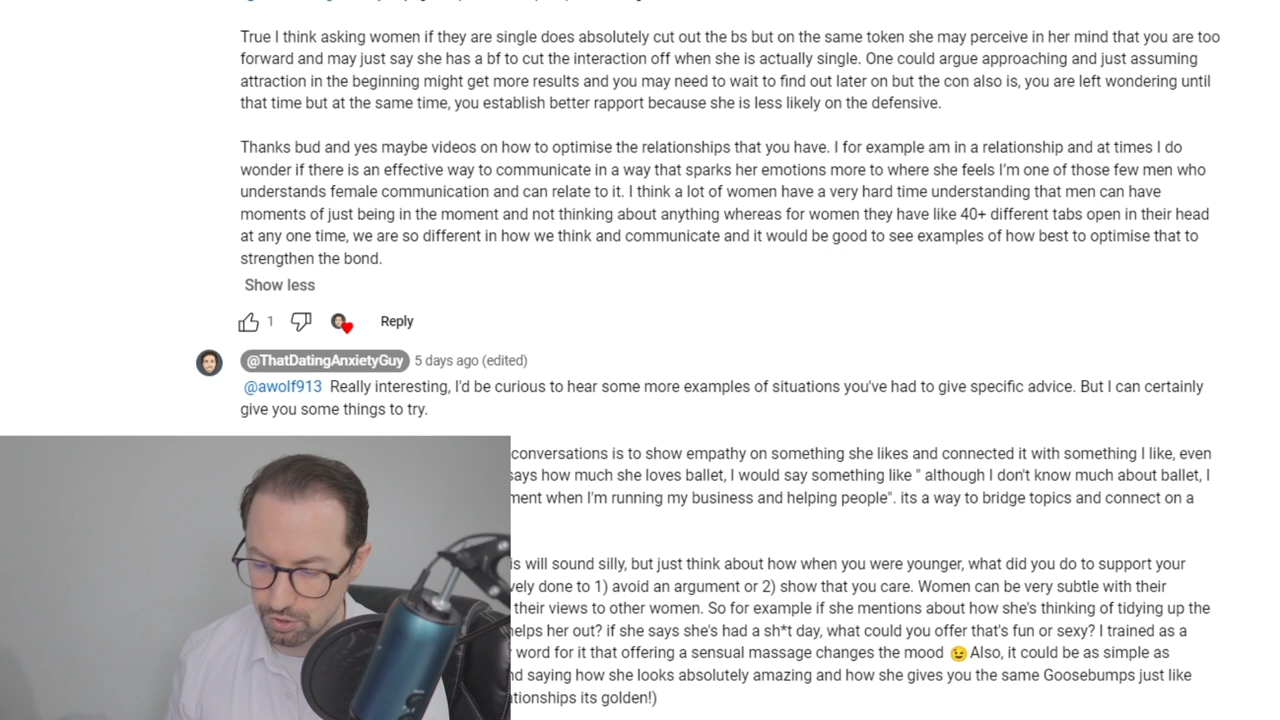 True I think asking women if they are single does absolutely cut out the bs but on the same token she may perceive in her mind that you are too
forward and may just say she has a bf to cut the interaction off when she is actually single. One could argue approaching and just assuming
attraction in the beginning might get more results and you may need to wait to find out later on but the con also is, you are left wondering until
that time but at the same time, you establish better rapport because she is less likely on the defensive.
Thanks bud and yes maybe videos on how to optimise the relationships that you have. I for example am in a relationship and at times I do
wonder if there is an effective way to communicate in a way that sparks her emotions more to where she feels I'm one of those few men who
understands female communication and can relate to it. I think a lot of women have a very hard time understanding that men can have
moments of just being in the moment and not thinking about anything whereas for women they have like 40+ different tabs open in their head
at any one time, we are so different in how we think and communicate and it would be good to see examples of how best to optimise that to
strengthen the bond.
Show less
1 Reply
@ThatDatingAnxietyGuy 5 days ago (edited)
@awolf913 Really interesting, I'd be curious to hear some more examples of situations you've had to give specific advice. But I can certainly
give you some things to try.
conversations is to show empathy on something she likes and connected it with something I like, even
says how much she loves ballet, I would say something like " although I don't know much about ballet, I
when I'm running my business and helping people". its a way to bridge topics and connect on a
will sound silly, but just think about how when you were younger, what did you do to support your
done to 1) avoid an argument or 2) show that you care. Women can be very subtle with their
their views to other women. So for example if she mentions about how she's thinking of tidying up the
helps her out? if she says she's had a sh*t day, what could you offer that's fun or sexy? I trained as a
word for it that offering a sensual massage changes the mood 😉 Also, it could be as simple as
saying how she looks absolutely amazing and how she gives you the same Goosebumps just like
its golden!)